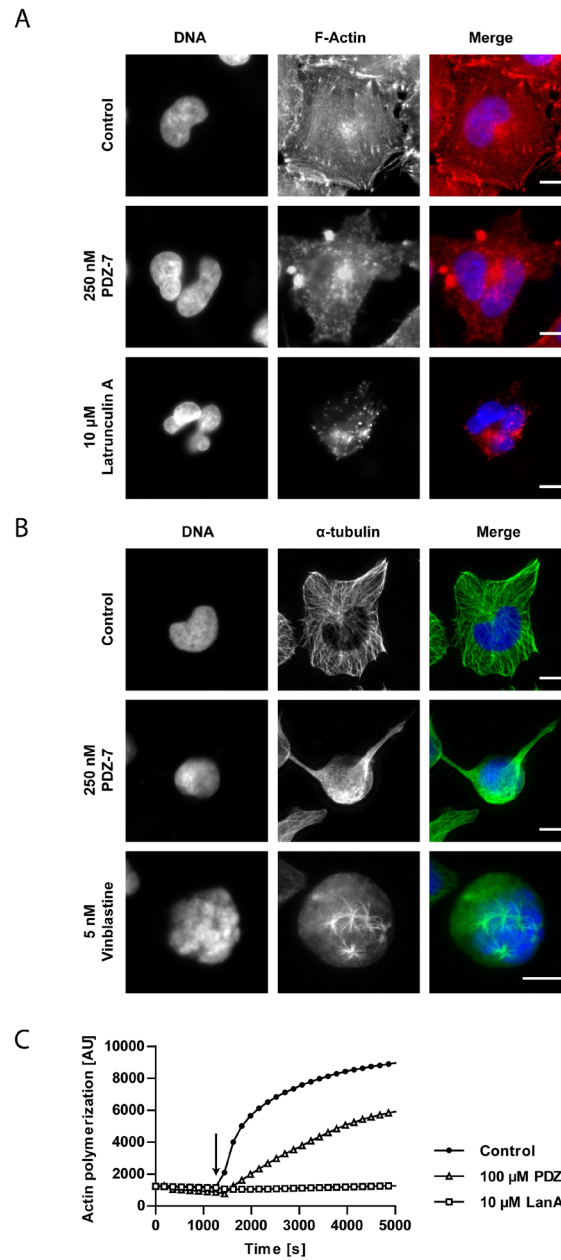 A
DNA
F-Actin
Merge
Control
250 nM
PDZ-7
10 µM
Latrunculin A
B
DNA
α-tubulin
Merge
Control
250 nM
PDZ-7
5 nM
Vinblastine
C
Actin polymerization [AU]
10000
8000
6000
4000
2000
0
0
1000
2000
3000
4000
5000
Time [s]
Control
100 µM PDZ
10 µM LanA